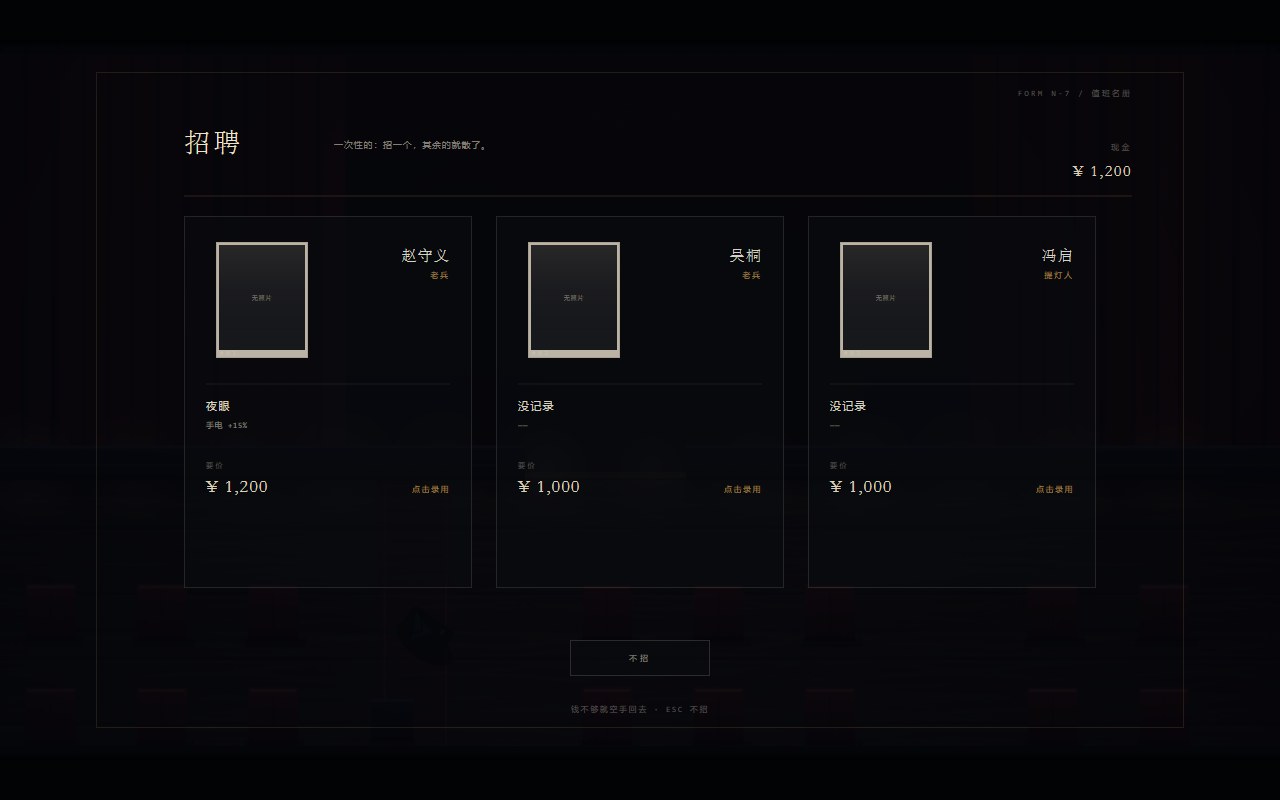 FORM N-7 / 值班名册
招聘
一次性的：招一个，其余的就散了。
现金
¥ 1,200
赵守义
老兵
无照片
夜眼
手电 +15%
要价
¥ 1,200
点击录用
吴桐
老兵
无照片
没记录
——
要价
¥ 1,000
点击录用
冯启
提灯人
无照片
没记录
——
要价
¥ 1,000
点击录用
不招
钱不够就空手回去 · ESC 不招